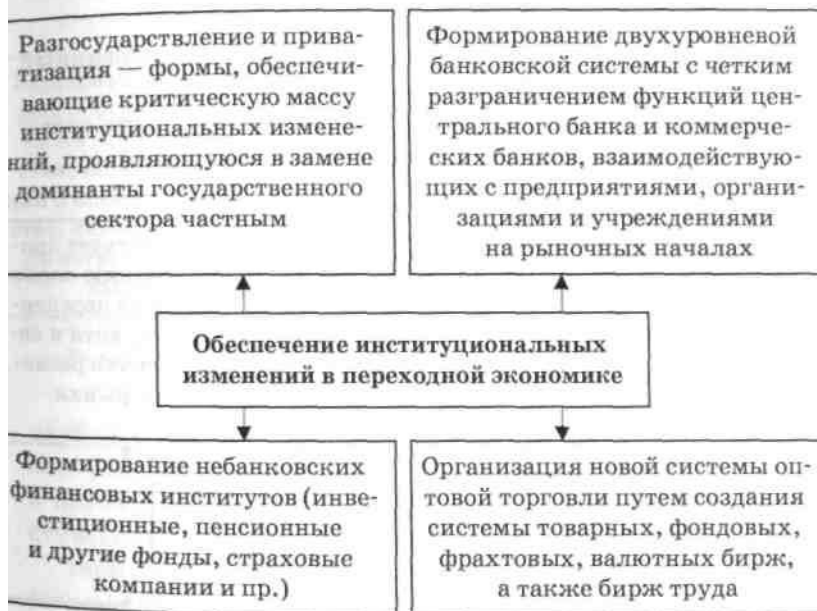 Разгосударствление и прива-
тизация — формы, обеспечи-
вающие критическую массу
институциональных измене-
ний, проявляющуюся в замене
доминанты государственного
сектора частным
Формирование двухуровневой
банковской системы с четким
разграничением функций цен-
трального банка и коммерче-
ских банков, взаимодействую-
щих с предприятиями, органи-
зациями и учреждениями
на рыночных началах
Обеспечение институциональных
изменений в переходной экономике
Формирование небанковских
финансовых институтов (инве-
стиционные, пенсионные
и другие фонды, страховые
компании и пр.)
Организация новой системы оп-
товой торговли путем создания
системы товарных, фондовых,
фрахтовых, валютных бирж,
а также бирж труда